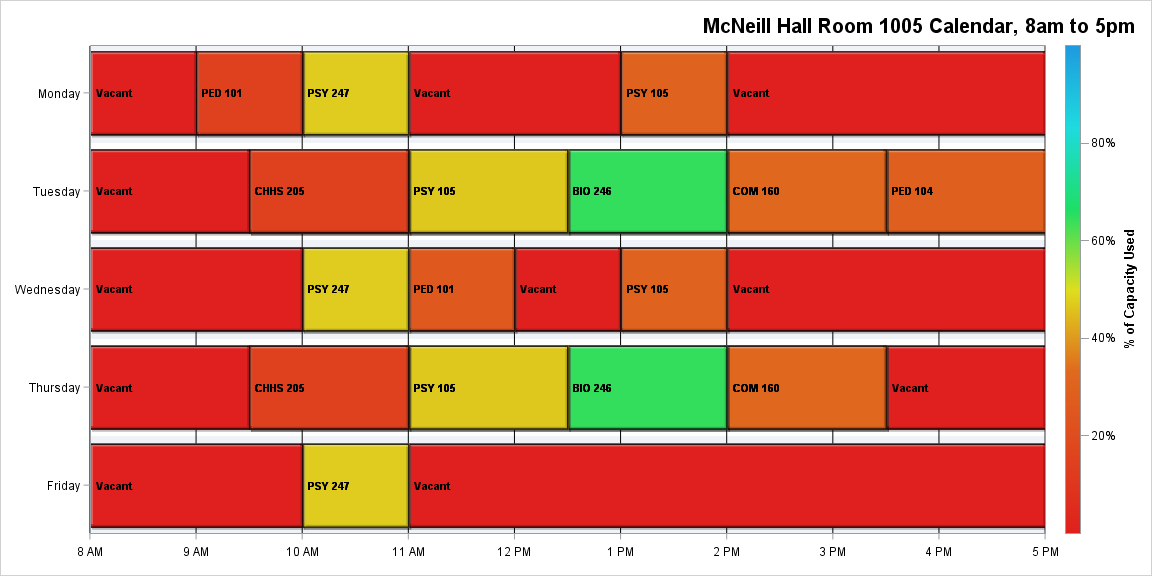 McNeill Hall Room 1005 Calendar, 8am to 5pm
Monday
Vacant
PED 101
PSY 247
Vacant
PSY 105
Vacant
Tuesday
Vacant
CHHS 205
PSY 105
BIO 246
COM 160
PED 104
Wednesday
Vacant
PSY 247
PED 101
Vacant
PSY 105
Vacant
Thursday
Vacant
CHHS 205
PSY 105
BIO 246
COM 160
Vacant
Friday
Vacant
PSY 247
Vacant
8 AM
9 AM
10 AM
11 AM
12 PM
1 PM
2 PM
3 PM
4 PM
5 PM
80%
60%
40%
20%
% of Capacity Used